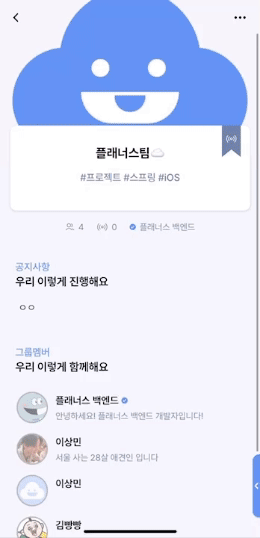 플래너스팀☁️
#프로젝트 #스프링 #iOS
4 0 플래너스 백엔드
공지사항
우리 이렇게 진행해요
ㅇㅇ
그룹멤버
우리 이렇게 함께해요
플래너스 백엔드
안녕하세요! 플래너스 백엔드 개발자입니다!
이상민
서울 사는 28살 애견인 입니다
이상민
김빵빵